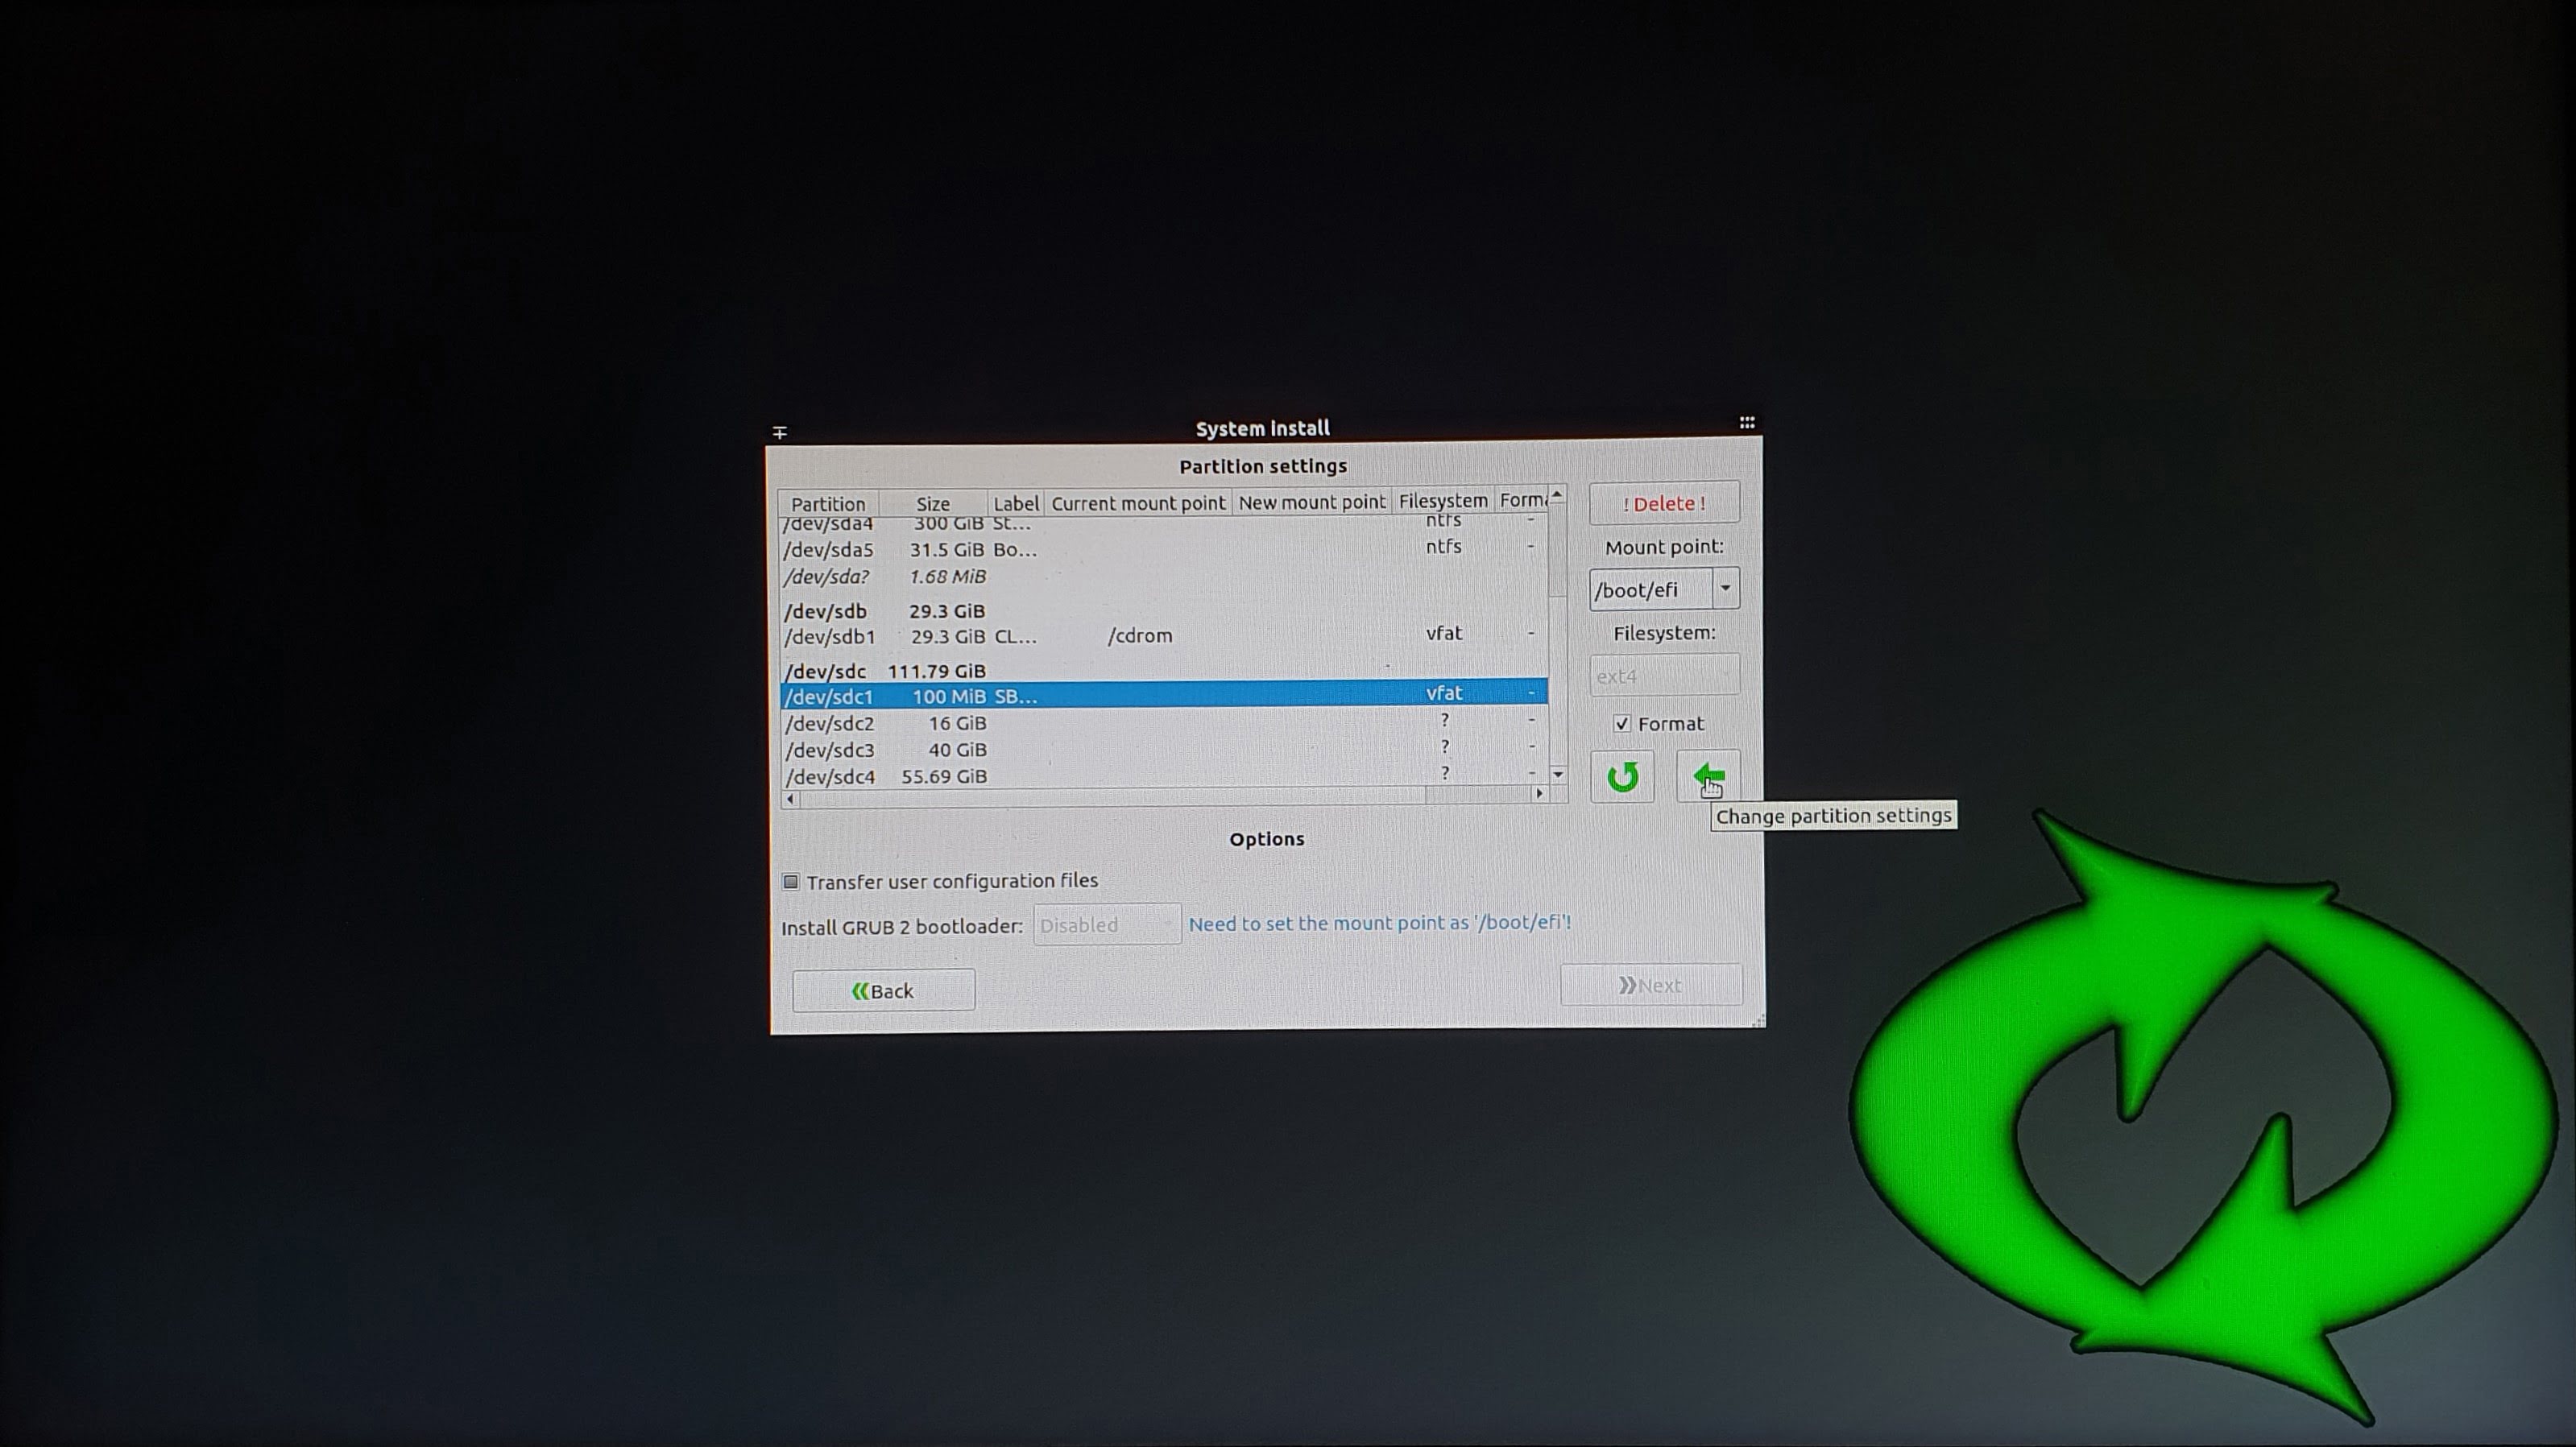 System install
Partition settings
Partition Size Label Current mount point New mount point Filesystem Forma
/dev/sda4 300 GiB St... ntfs -
/dev/sda5 31.5 GiB Bo... ntfs -
/dev/sda? 1.68 MiB
/dev/sdb 29.3 GiB
/dev/sdb1 29.3 GiB CL... /cdrom vfat -
/dev/sdc 111.79 GiB
/dev/sdc1 100 MiB SB... vfat -
/dev/sdc2 16 GiB ? -
/dev/sdc3 40 GiB ? -
/dev/sdc4 55.69 GiB ? -
! Delete !
Mount point:
/boot/efi
Filesystem:
ext4
Format
Change partition settings
Options
Transfer user configuration files
Install GRUB 2 bootloader: Disabled Need to set the mount point as '/boot/efi'!
Back
Next